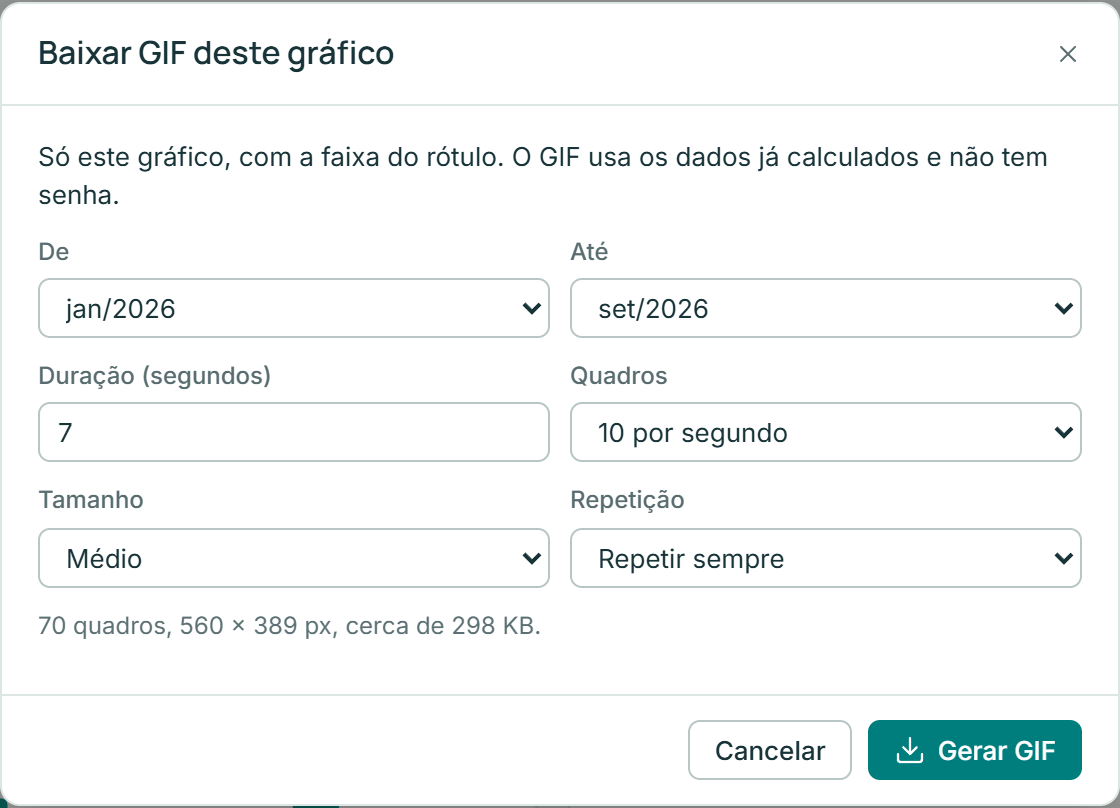 Baixar GIF deste gráfico
Só este gráfico, com a faixa do rótulo. O GIF usa os dados já calculados e não tem
senha.
De
Até
jan/2026
set/2026
Duração (segundos)
Quadros
7
10 por segundo
Tamanho
Repetição
Médio
Repetir sempre
70 quadros, 560 × 389 px, cerca de 298 KB.
Cancelar
Gerar GIF